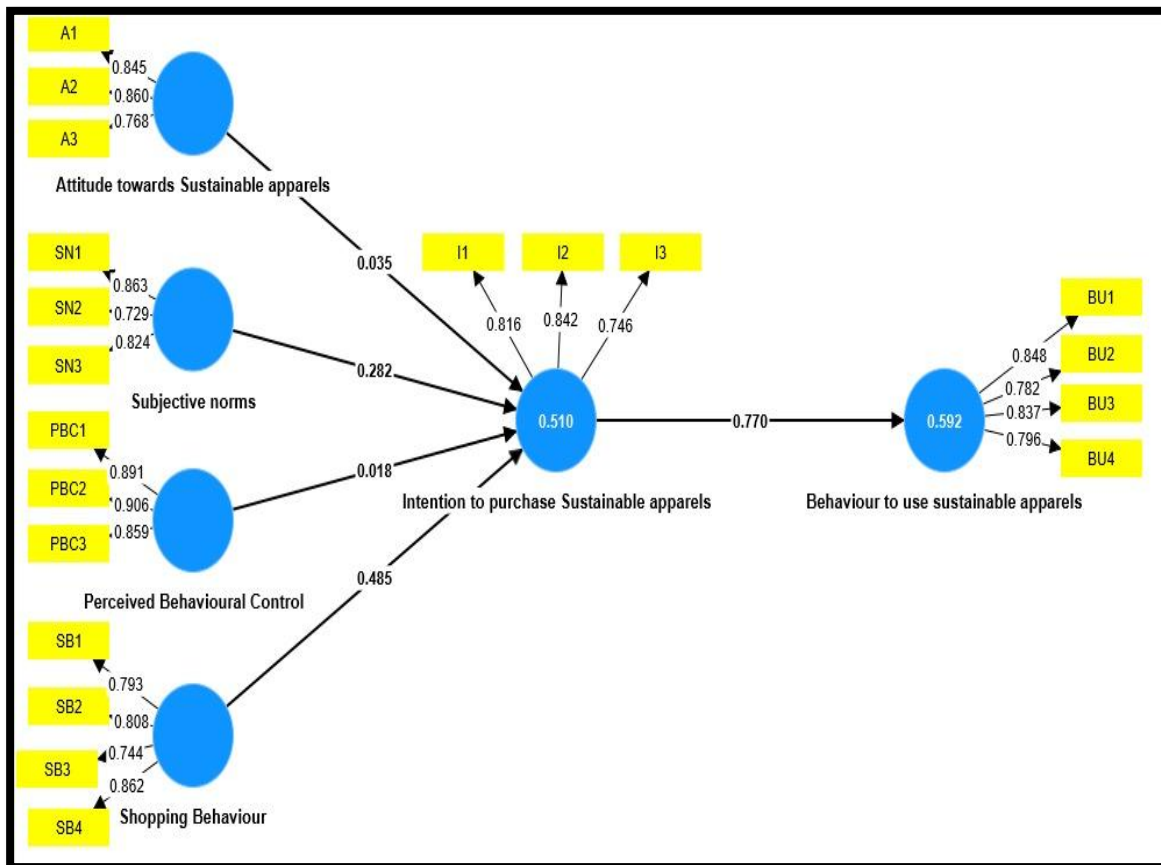 A1
0.845
A2
0.860
A3
0.768
Attitude towards Sustainable apparels
0.035
SN1
0.863
SN2
0.729
SN3
0.824
Subjective norms
0.282
PBC1
0.891
PBC2
0.906
PBC3
0.859
Perceived Behavioural Control
0.018
SB1
0.793
SB2
0.808
SB3
0.744
SB4
0.862
Shopping Behaviour
0.485
I1
I2
I3
0.816
0.842
0.746
0.510
Intention to purchase Sustainable apparels
0.770
0.592
Behaviour to use sustainable apparels
BU1
0.848
BU2
0.782
BU3
0.837
BU4
0.796